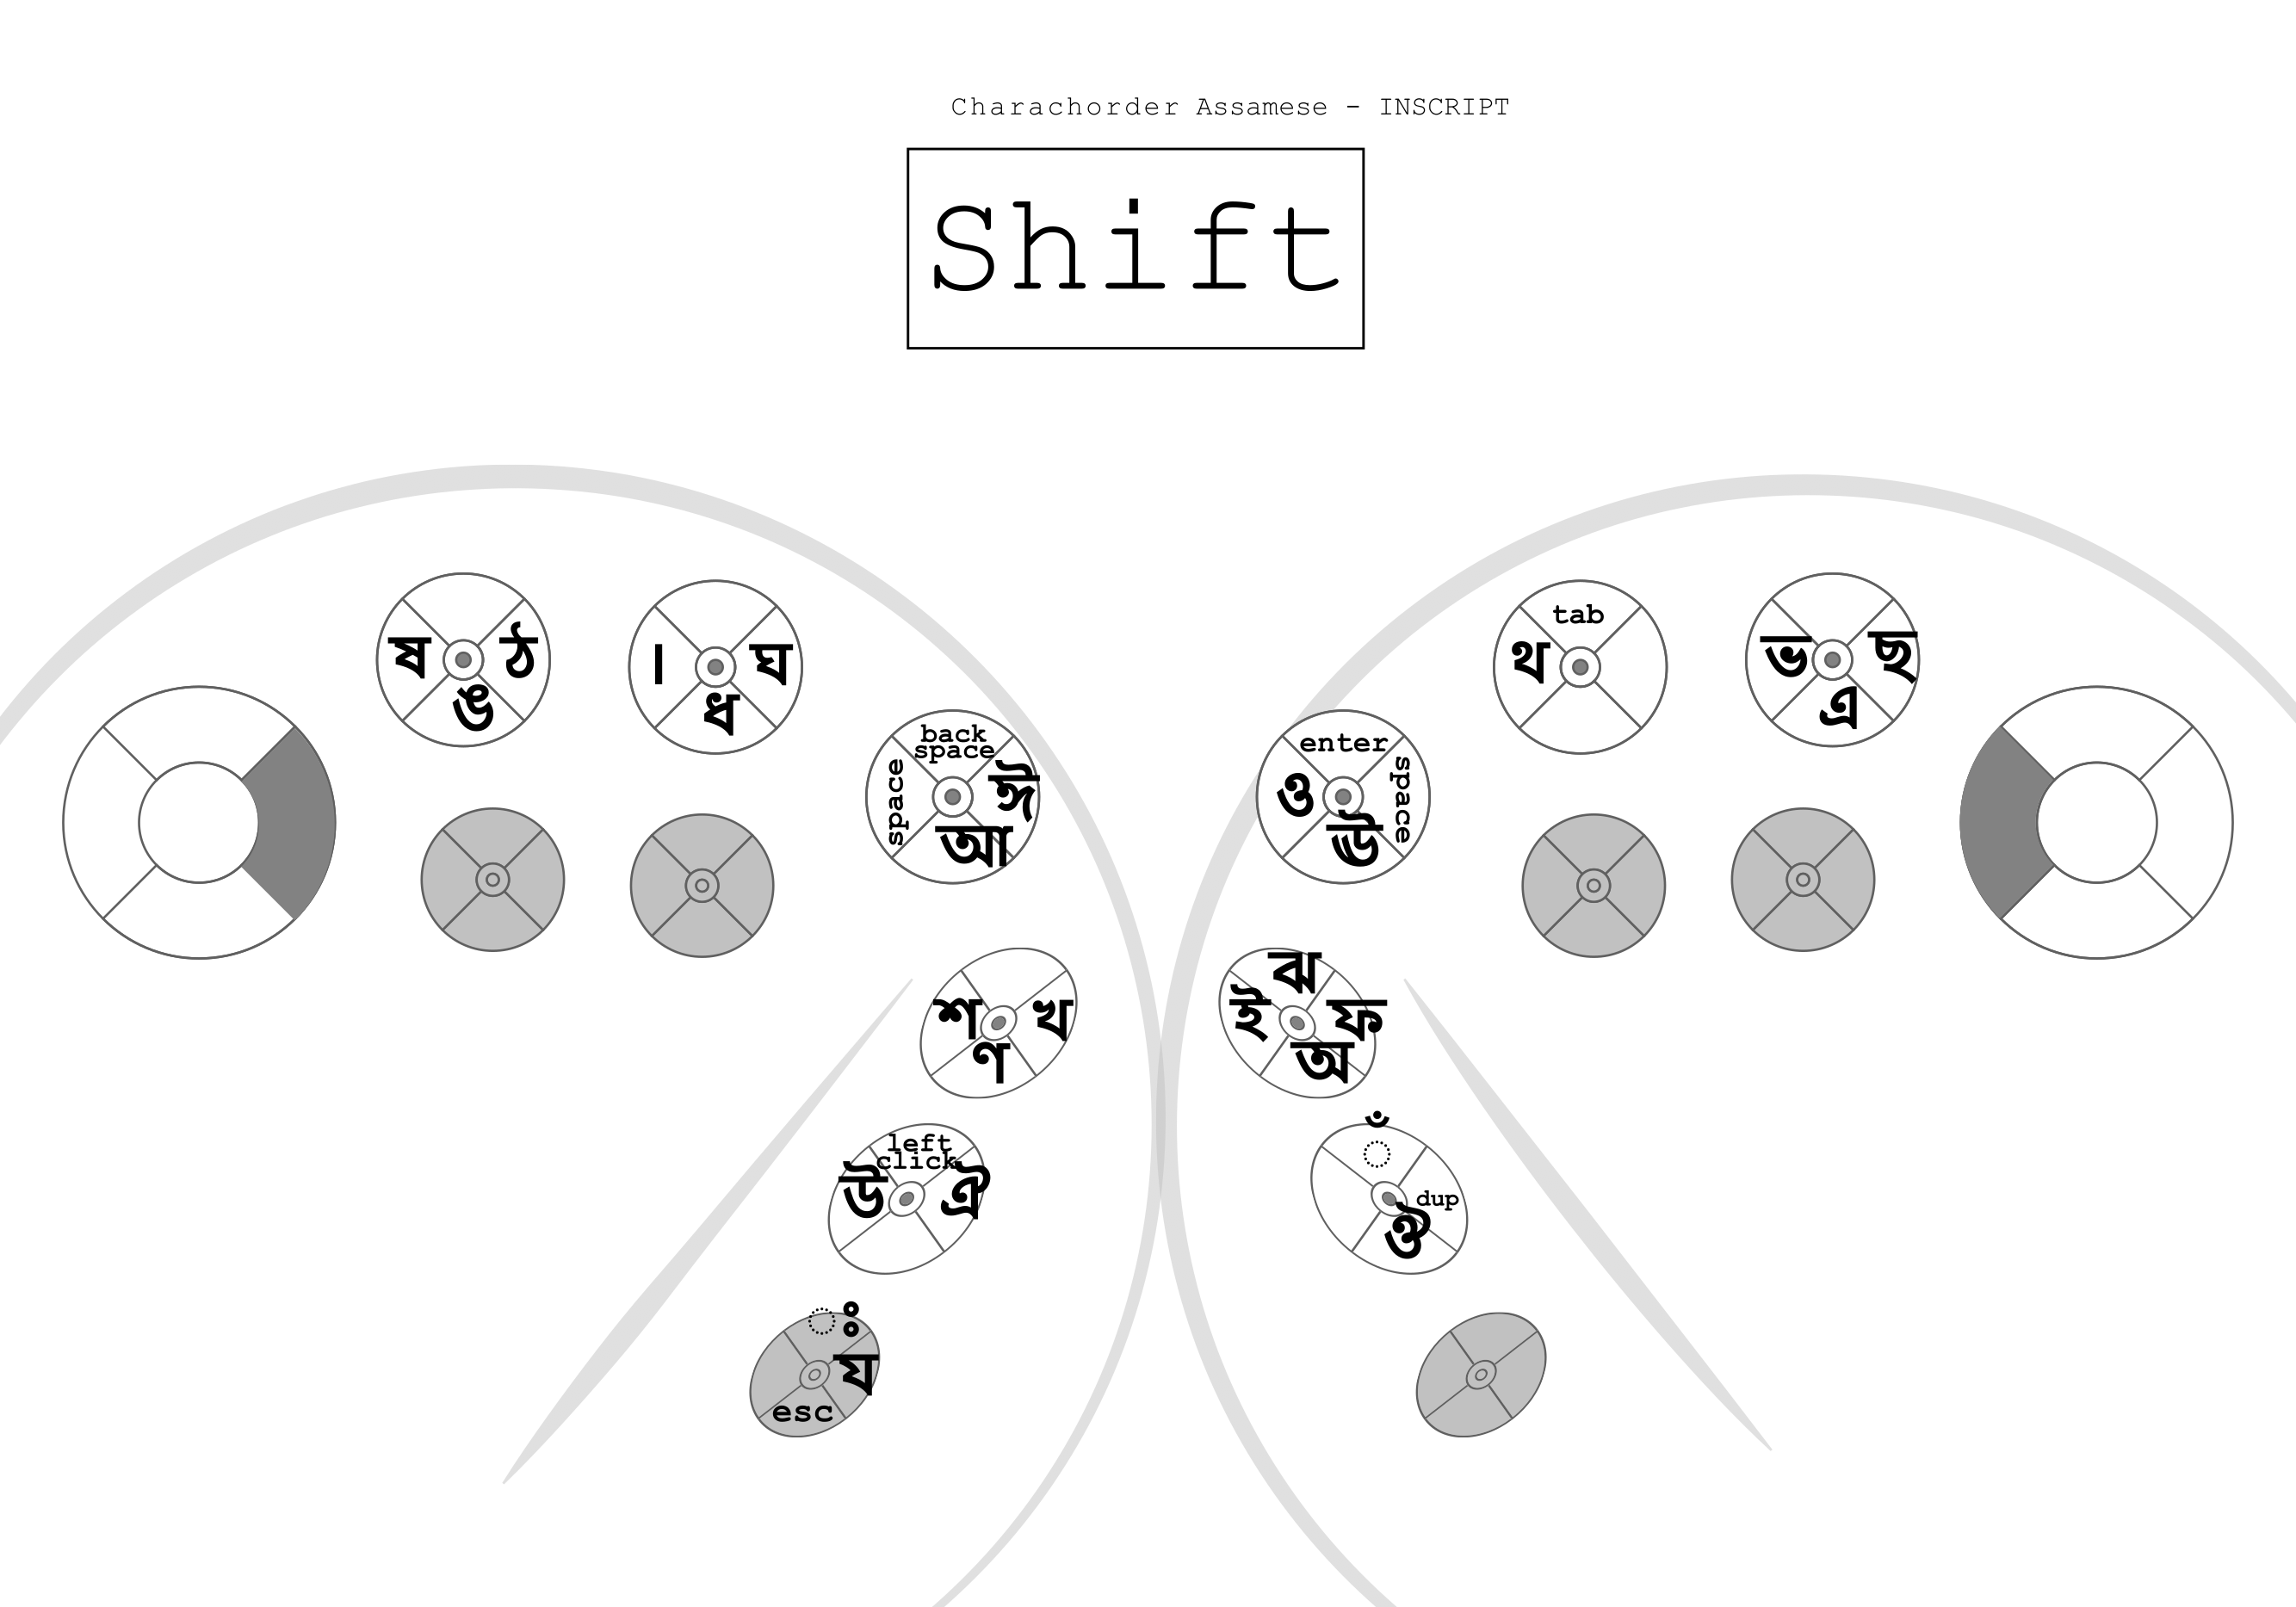 Charachorder Assamese - INSCRIPT
Shift
ষ ঠ
ঙ
। ঘ
ধ
back
space
space ঈ
আ
enter
ও space
ঊ
tab
থ
ভ ছ
এ
শ খ
ণ
ঝ
ই ফ
অ
left
click
উ ঐ
◌ঁ
dup
ঔ
◌ঃ
য
esc